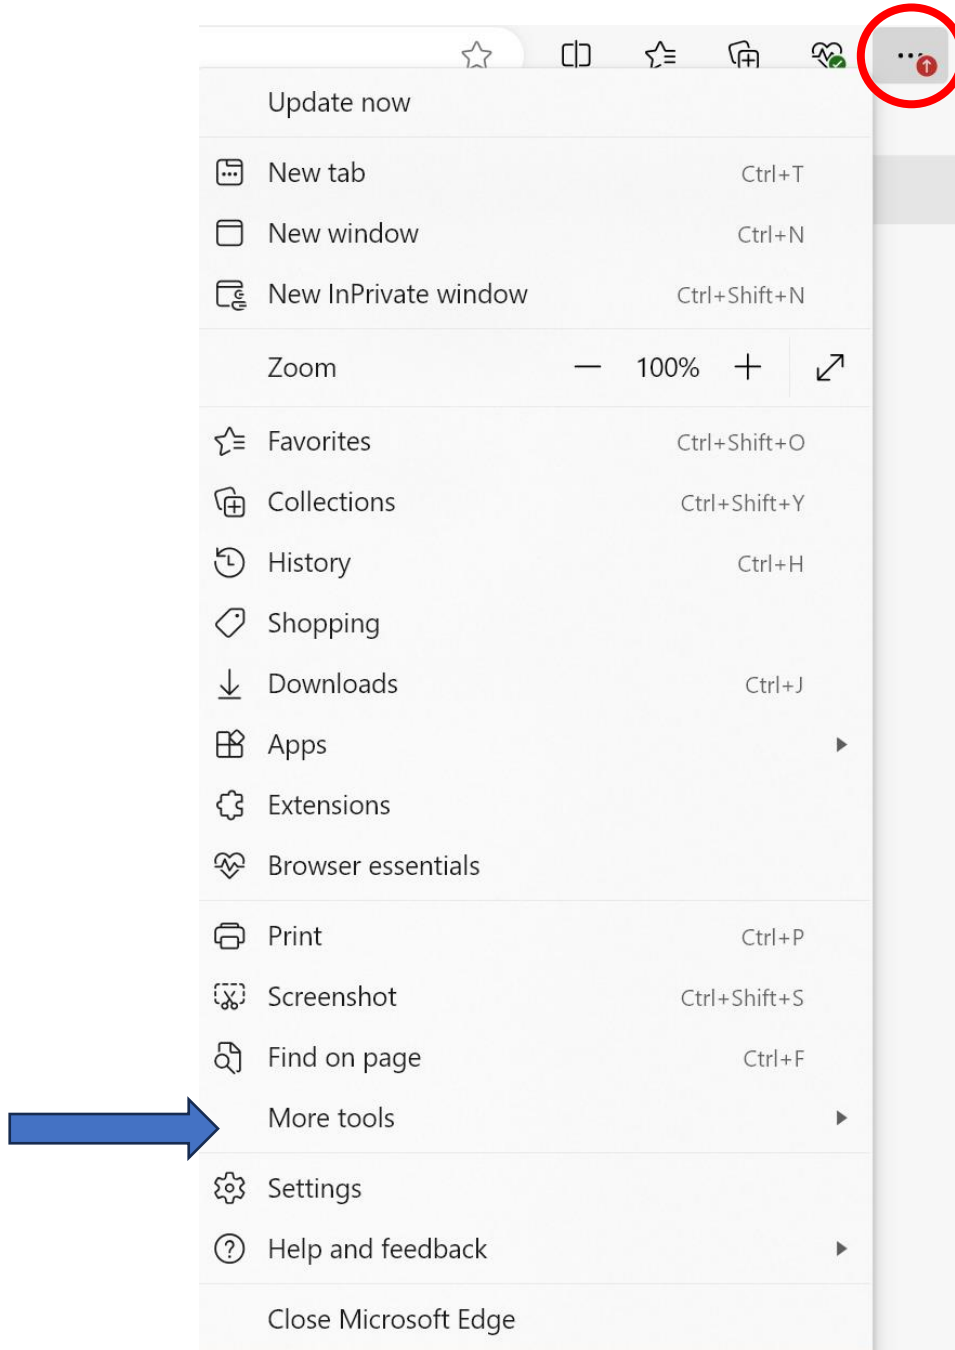 Update now
New tab Ctrl+T
New window Ctrl+N
New InPrivate window Ctrl+Shift+N
Zoom — 100% +
Favorites Ctrl+Shift+O
Collections Ctrl+Shift+Y
History Ctrl+H
Shopping
Downloads Ctrl+J
Apps
Extensions
Browser essentials
Print Ctrl+P
Screenshot Ctrl+Shift+S
Find on page Ctrl+F
More tools
Settings
Help and feedback
Close Microsoft Edge